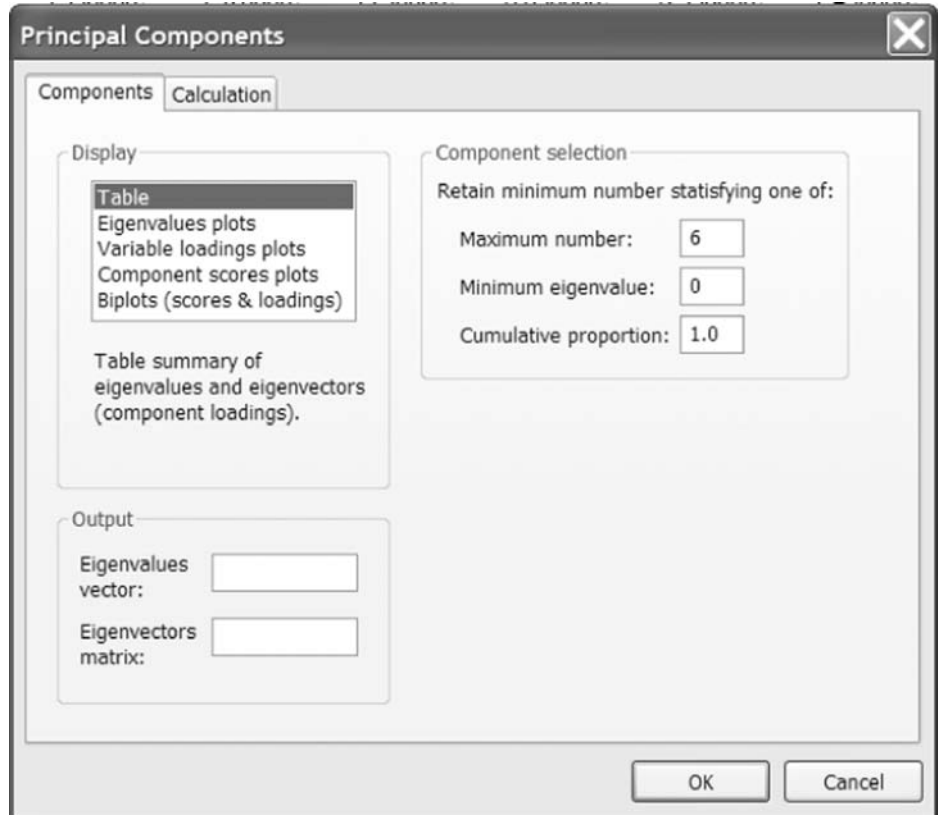 Principal Components
Components
Calculation
Display
Table
Eigenvalues plots
Variable loadings plots
Component scores plots
Biplots (scores & loadings)
Table summary of
eigenvalues and eigenvectors
(component loadings).
Component selection
Retain minimum number statisfying one of:
Maximum number: 6
Minimum eigenvalue: 0
Cumulative proportion: 1.0
Output
Eigenvalues
vector:
Eigenvectors
matrix:
OK
Cancel